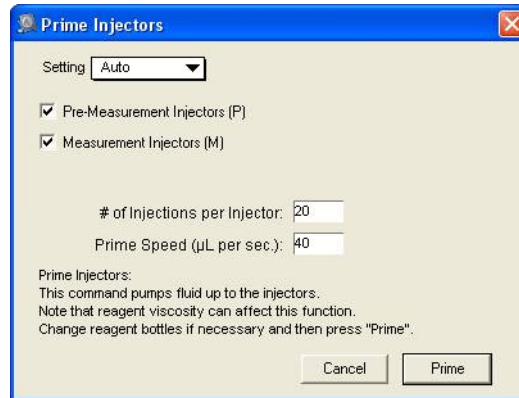 Prime Injectors
Setting Auto
Pre-Measurement Injectors (P)
Measurement Injectors (M)
# of Injections per Injector: 20
Prime Speed (µL per sec.): 40
Prime Injectors:
This command pumps fluid up to the injectors.
Note that reagent viscosity can affect this function.
Change reagent bottles if necessary and then press "Prime".
Cancel Prime